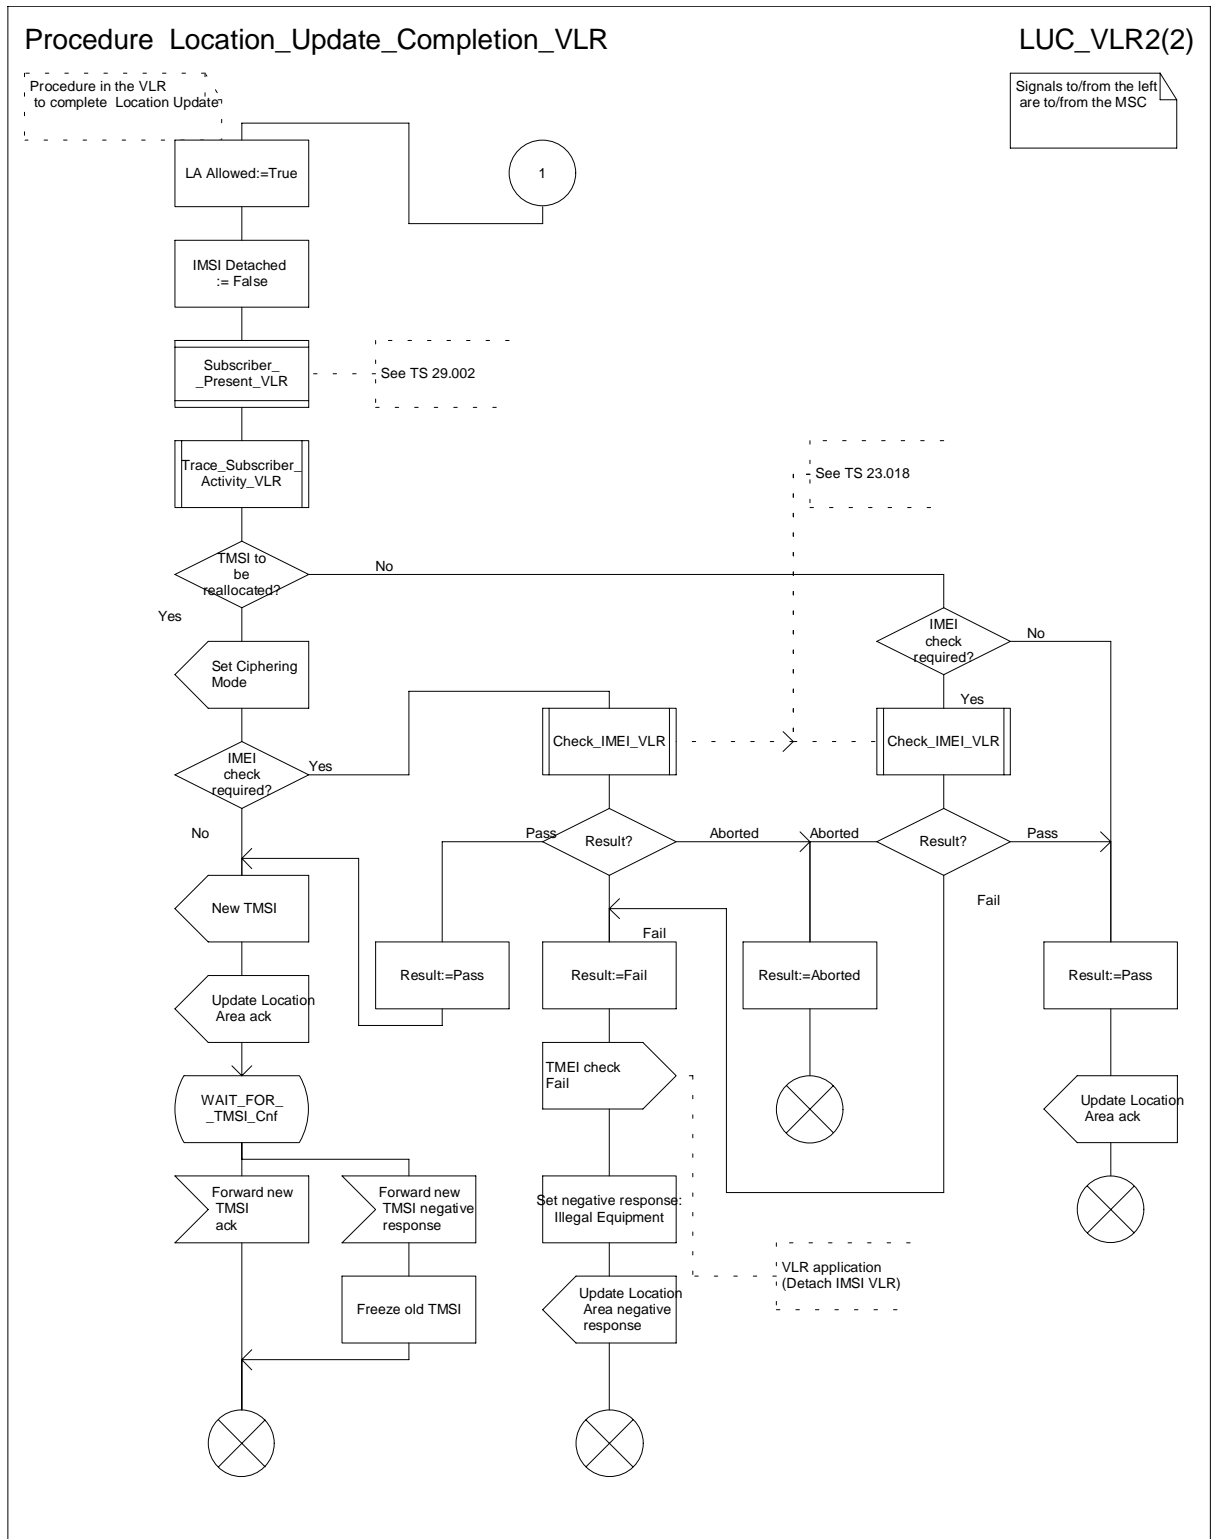 Procedure Location_Update_Completion_VLR
LUC_VLR2(2)
Procedure in the VLR
to complete Location Update
Signals to/from the left
are to/from the MSC
LA Allowed:=True
1
IMSI Detached
:= False
Subscriber_
_Present_VLR
See TS 29.002
Trace_Subscriber_
Activity_VLR
See TS 23.018
TMSI to
be
reallocated?
No
Yes
IMEI
check
required?
No
Set Ciphering
Mode
Yes
Check_IMEI_VLR
Check_IMEI_VLR
IMEI
check
required?
Yes
No
Pass
Result?
Aborted
Aborted
Result?
Pass
Fail
New TMSI
Fail
Result:=Pass
Result:=Fail
Result:=Aborted
Result:=Pass
Update Location
Area ack
TMEI check
Fail
WAIT_FOR_
_TMSI_Cnf
Update Location
Area ack
Forward new
TMSI
ack
Forward new
TMSI negative
response
Set negative response:
Illegal Equipment
VLR application
(Detach IMSI VLR)
Freeze old TMSI
Update Location
Area negative
response